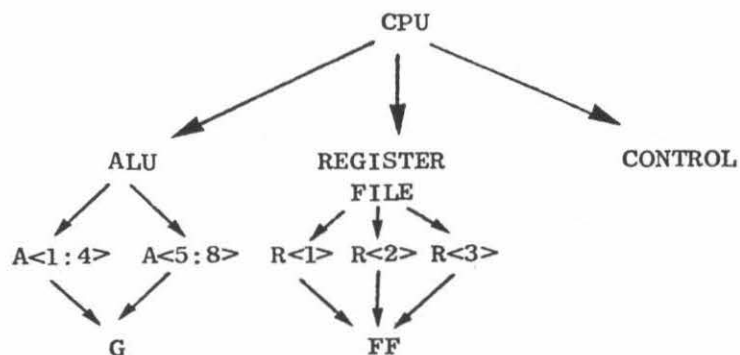 CPU
ALU
REGISTER
FILE
CONTROL
A<1:4>
A<5:8>
R<1>
R<2>
R<3>
G
FF